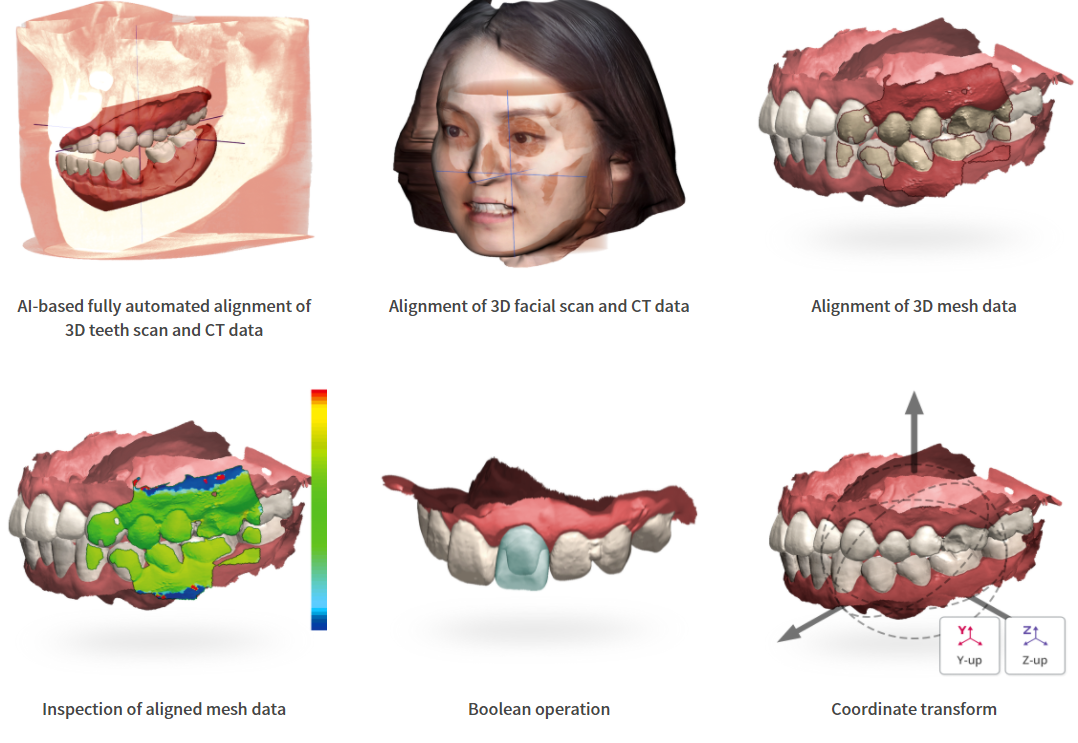 AI-based fully automated alignment of
3D teeth scan and CT data
Alignment of 3D facial scan and CT data
Alignment of 3D mesh data
Inspection of aligned mesh data
Boolean operation
Y
Y-up
Z
Z-up
Coordinate transform